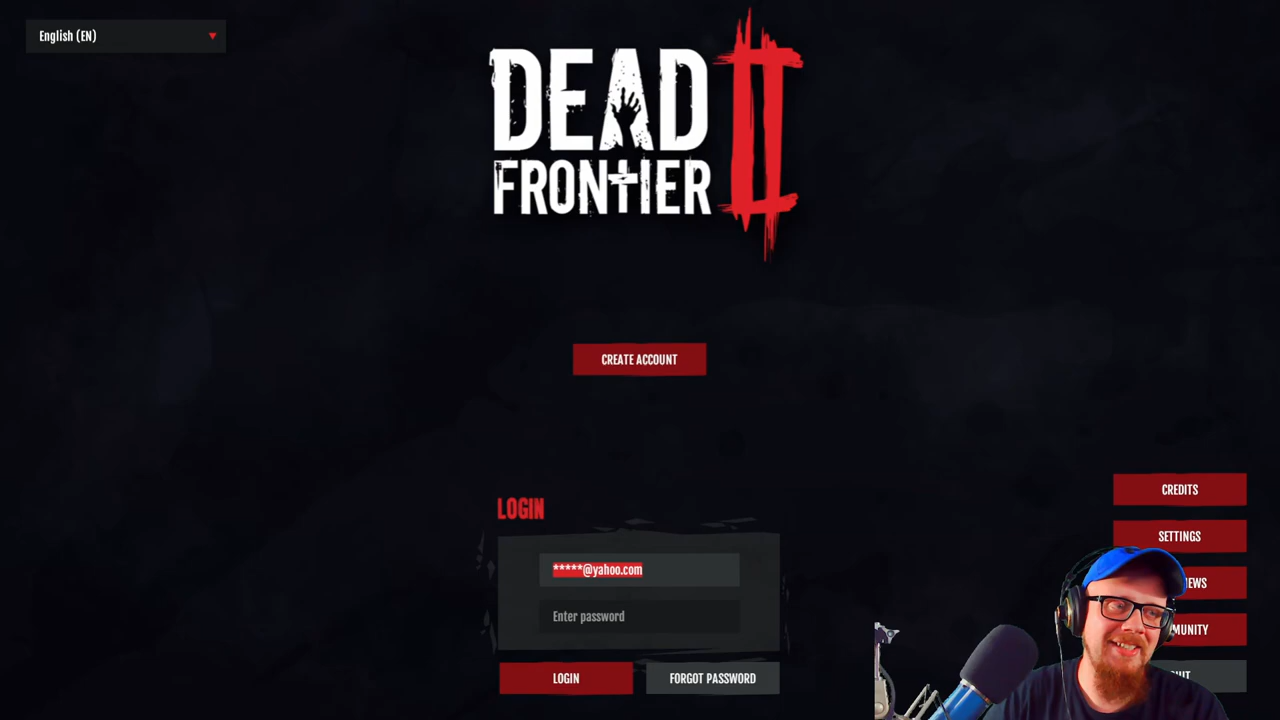 English (EN)
DEAD
FRONTIER II
CREATE ACCOUNT
LOGIN
*****@yahoo.com
Enter password
LOGIN
FORGOT PASSWORD
CREDITS
SETTINGS